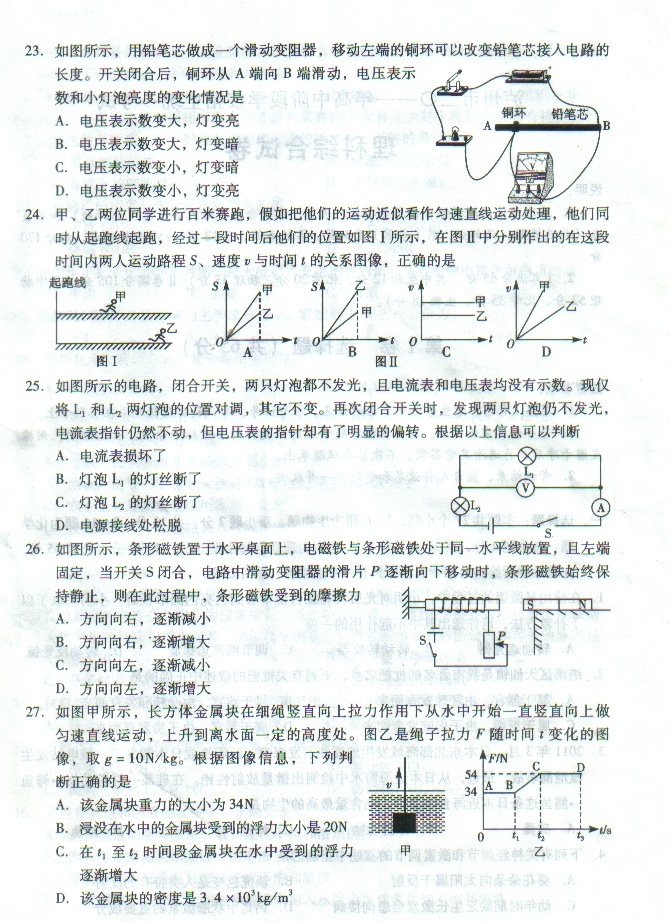 23. 如图所示，用铅笔芯做成一个滑动变阻器，移动左端的铜环可以改变铅笔芯接入电路的
长度。开关闭合后，铜环从 A 端向 B 端滑动，电压表示
数和小灯泡亮度的变化情况是
A. 电压表示数变大，灯变亮
B. 电压表示数变大，灯变暗
C. 电压表示数变小，灯变暗
D. 电压表示数变小，灯变亮
铜环 铅笔芯
A B
V
24. 甲、乙两位同学进行百米赛跑，假如把他们的运动近似看作匀速直线运动处理，他们同
时从起跑线起跑，经过一段时间后他们的位置如图Ⅰ所示，在图Ⅱ中分别作出的在这段
时间内两人运动路程 S、速度 v 与时间 t 的关系图像，正确的是
起跑线
甲
乙
图Ⅰ
S 甲 乙 O t A
S 乙 甲 O t B
v 甲 乙 O t C
v 甲 乙 O t D
图Ⅱ
25. 如图所示的电路，闭合开关，两只灯泡都不发光，且电流表和电压表均没有示数。现仅
将 L₁ 和 L₂ 两灯泡的位置对调，其它不变。再次闭合开关时，发现两只灯泡仍不发光，
电流表指针仍然不动，但电压表的指针却有了明显的偏转。根据以上信息可以判断
A. 电流表损坏了
B. 灯泡 L₁ 的灯丝断了
C. 灯泡 L₂ 的灯丝断了
D. 电源接线处松脱
L₁
V
L₂ A
S
26. 如图所示，条形磁铁置于水平桌面上，电磁铁与条形磁铁处于同一水平线放置，且左端
固定，当开关 S 闭合，电路中滑动变阻器的滑片 P 逐渐向下移动时，条形磁铁始终保
持静止，则在此过程中，条形磁铁受到的摩擦力
A. 方向向右，逐渐减小
B. 方向向右，逐渐增大
C. 方向向左，逐渐减小
D. 方向向左，逐渐增大
S N
S P
27. 如图甲所示，长方体金属块在细绳竖直向上拉力作用下从水中开始一直竖直向上做
匀速直线运动，上升到离水面一定的高度处。图乙是绳子拉力 F 随时间 t 变化的图
像，取 g = 10N/kg。根据图像信息，下列判
断正确的是
A. 该金属块重力的大小为 34N
B. 浸没在水中的金属块受到的浮力大小是 20N
C. 在 t₁ 至 t₂ 时间段金属块在水中受到的浮力
逐渐增大
D. 该金属块的密度是 3.4 × 10³kg/m³
v
甲
F/N
54 C D
34 A B
0 t₁ t₂ t₃ t/s
乙